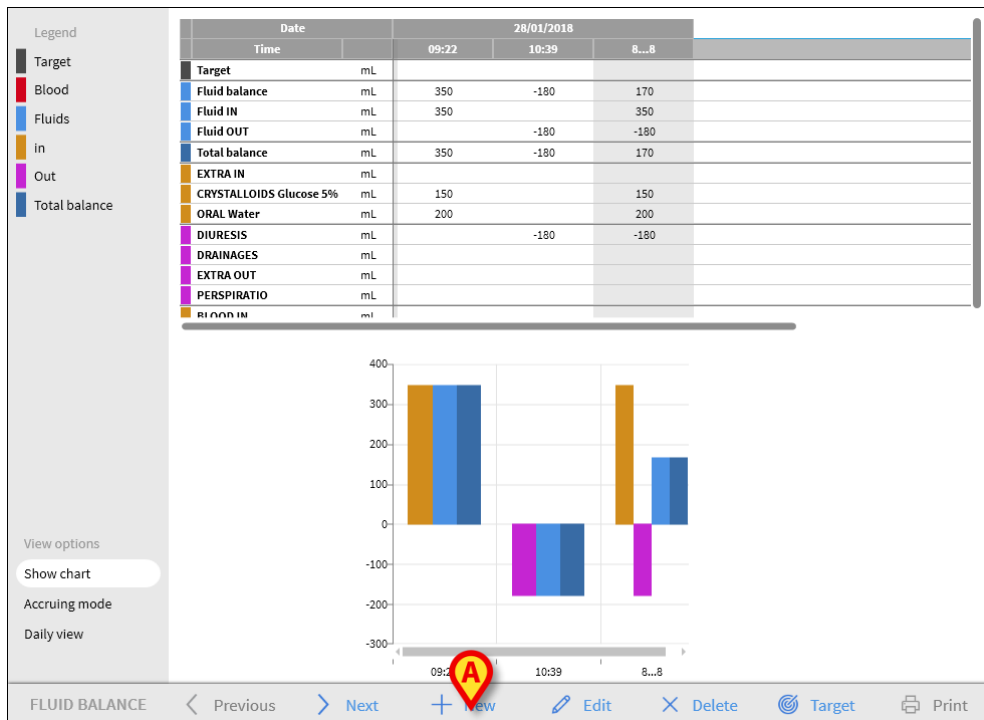 Legend
Target
Blood
Fluids
in
Out
Total balance
View options
Show chart
Accruing mode
Daily view
Date 28/01/2018
Time 09:22 10:39 8...8
Target mL
Fluid balance mL 350 -180 170
Fluid IN mL 350 350
Fluid OUT mL -180 -180
Total balance mL 350 -180 170
EXTRA IN mL
CRYSTALLOIDS Glucose 5% mL 150 150
ORAL Water mL 200 200
DIURESIS mL -180 -180
DRAINAGES mL
EXTRA OUT mL
PERSPIRATIO mL
BLOOD IN mL
400
300
200
100
0
-100
-200
-300
10:39 8...8
A
FLUID BALANCE Previous Next New Edit Delete Target Print